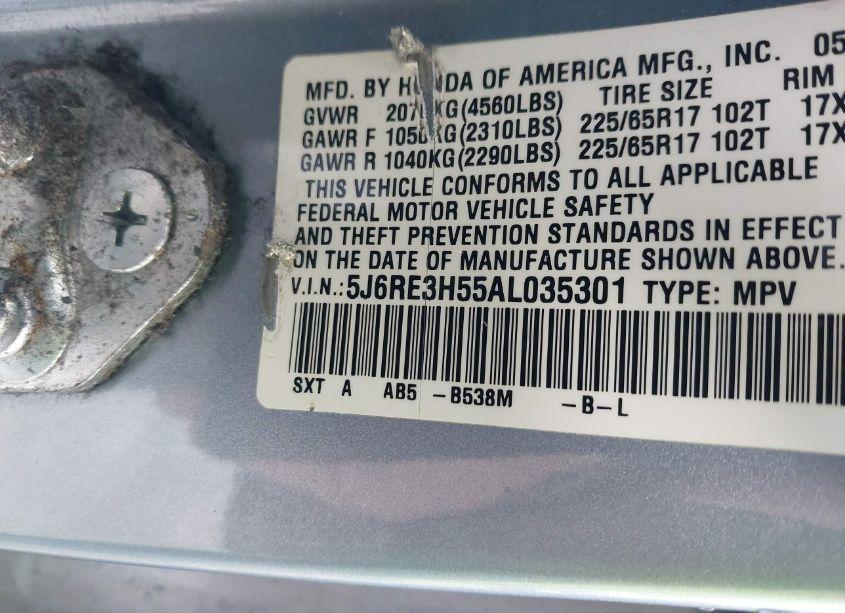 MFD. BY HONDA OF AMERICA MFG., INC. 05
TIRE SIZE RIM
GVWR (4560LBS)
GAWR F 1050KG(2310LBS) 225/65R17 102T 17X
GAWR R 1040KG(2290LBS) 225/65R17 102T 17X
THIS VEHICLE CONFORMS TO ALL APPLICABLE
FEDERAL MOTOR VEHICLE SAFETY
AND THEFT PREVENTION STANDARDS IN EFFECT
ON THE DATE OF MANUFACTURE SHOWN ABOVE.
V.I.N.:5J6RE3H55AL035301 TYPE: MPV
SXT A AB5 -B538M -B-L